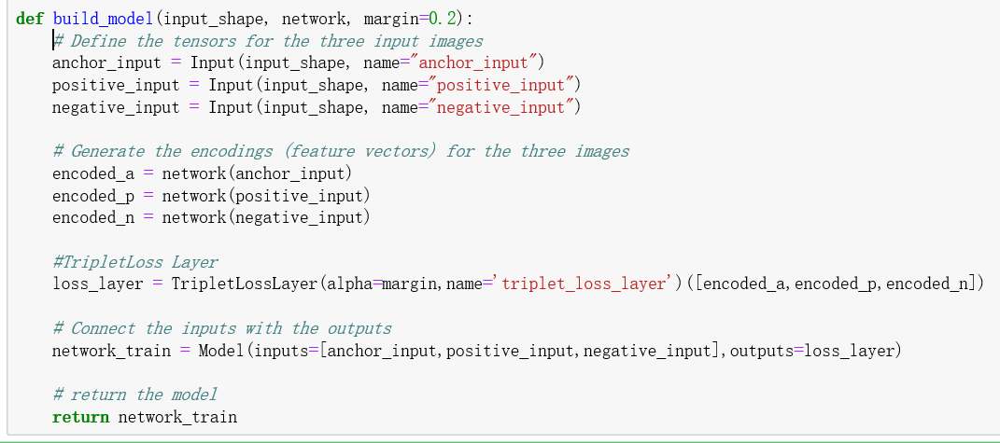 def build_model(input_shape, network, margin=0.2):
    # Define the tensors for the three input images
    anchor_input = Input(input_shape, name="anchor_input")
    positive_input = Input(input_shape, name="positive_input")
    negative_input = Input(input_shape, name="negative_input")

    # Generate the encodings (feature vectors) for the three images
    encoded_a = network(anchor_input)
    encoded_p = network(positive_input)
    encoded_n = network(negative_input)

    #TripletLoss Layer
    loss_layer = TripletLossLayer(alpha=margin,name='triplet_loss_layer')([encoded_a,encoded_p,encoded_n])

    # Connect the inputs with the outputs
    network_train = Model(inputs=[anchor_input,positive_input,negative_input],outputs=loss_layer)

    # return the model
    return network_train